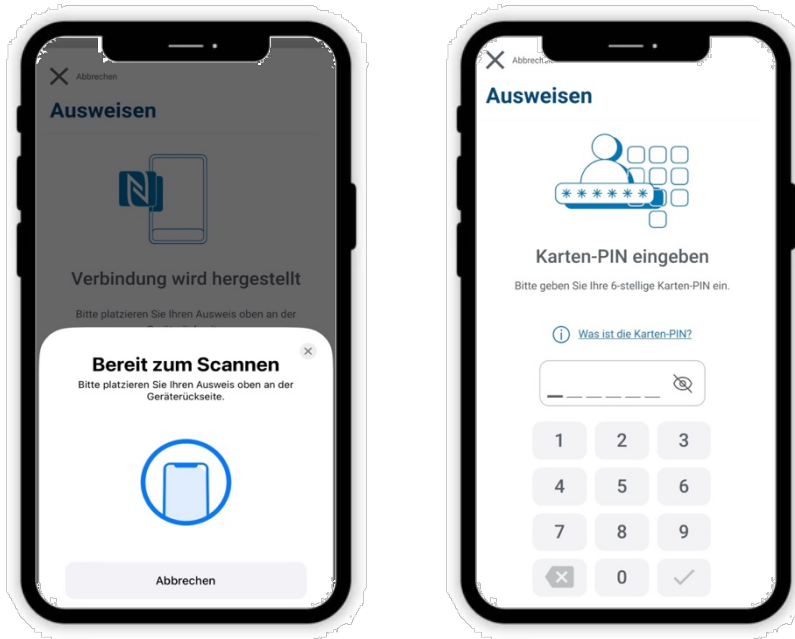 Abbrechen
Ausweisen
Verbindung wird hergestellt
Bitte platzieren Sie Ihren Ausweis oben an der
Bereit zum Scannen
Bitte platzieren Sie Ihren Ausweis oben an der
Geräterückseite.
Abbrechen
Ausweisen
* * * * * *
Karten-PIN eingeben
Bitte geben Sie Ihre 6-stellige Karten-PIN ein.
i Was ist die Karten-PIN?
1 2 3
4 5 6
7 8 9
0